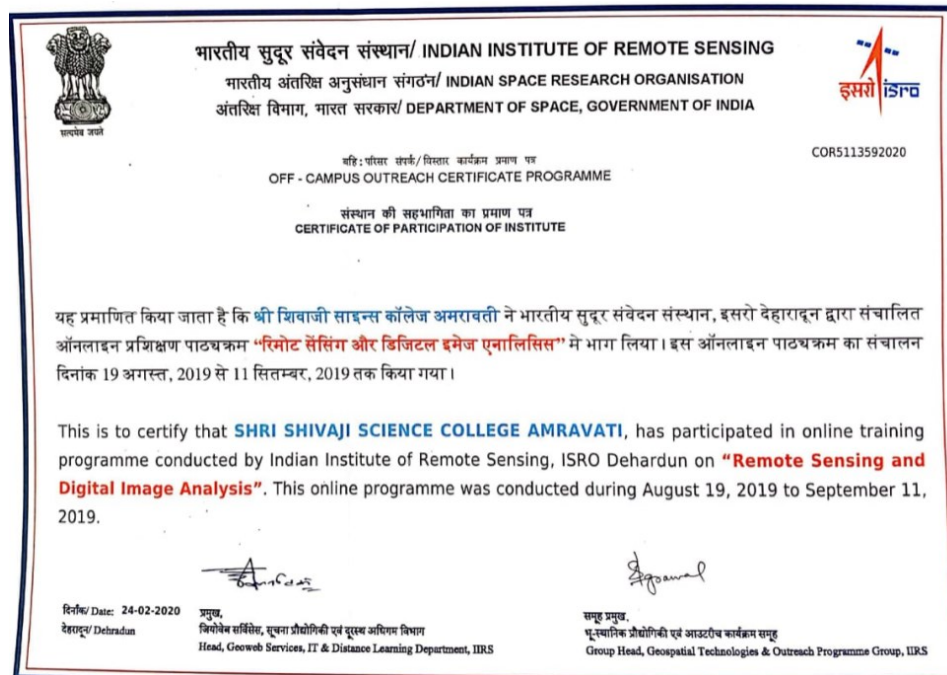 भारतीय सुदूर संवेदन संस्थान/ INDIAN INSTITUTE OF REMOTE SENSING
भारतीय अंतरिक्ष अनुसंधान संगठन/ INDIAN SPACE RESEARCH ORGANISATION
अंतरिक्ष विभाग, भारत सरकार/ DEPARTMENT OF SPACE, GOVERNMENT OF INDIA
सत्यमेव जयते
इसरो isro
COR5113592020
बहि:परिसर संपर्क/विस्तार कार्यक्रम प्रमाण पत्र
OFF - CAMPUS OUTREACH CERTIFICATE PROGRAMME
संस्थान की सहभागिता का प्रमाण पत्र
CERTIFICATE OF PARTICIPATION OF INSTITUTE
यह प्रमाणित किया जाता है कि श्री शिवाजी साइन्स कॉलेज अमरावती ने भारतीय सुदूर संवेदन संस्थान, इसरो देहारादून द्वारा संचालित
ऑनलाइन प्रशिक्षण पाठ्यक्रम “रिमोट सेंसिंग और डिजिटल इमेज एनालिसिस” मे भाग लिया। इस ऑनलाइन पाठ्यक्रम का संचालन
दिनांक 19 अगस्त, 2019 से 11 सितम्बर, 2019 तक किया गया।
This is to certify that SHRI SHIVAJI SCIENCE COLLEGE AMRAVATI, has participated in online training
programme conducted by Indian Institute of Remote Sensing, ISRO Dehardun on “Remote Sensing and
Digital Image Analysis”. This online programme was conducted during August 19, 2019 to September 11,
2019.
दिनाँक/ Date: 24-02-2020
देहरादून/ Dehradun
प्रमुख,
जियोवेब सर्विसेस, सूचना प्रौद्योगिकी एवं दूरस्थ अधिगम विभाग
Head, Geoweb Services, IT & Distance Learning Department, IIRS
समूह प्रमुख,
भू-स्थानिक प्रौद्योगिकी एवं आउटरीच कार्यक्रम समूह
Group Head, Geospatial Technologies & Outreach Programme Group, IIRS